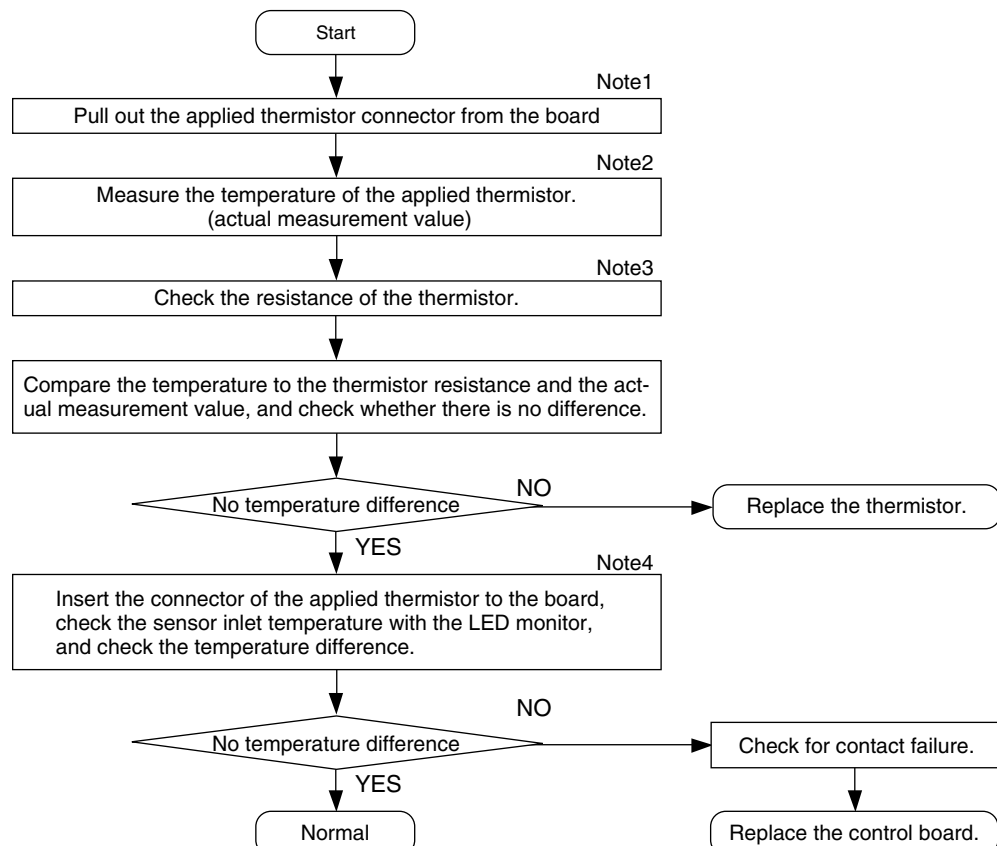 Start
Note1
Pull out the applied thermistor connector from the board
Note2
Measure the temperature of the applied thermistor.
(actual measurement value)
Note3
Check the resistance of the thermistor.
Compare the temperature to the thermistor resistance and the act-
ual measurement value, and check whether there is no difference.
No temperature difference
NO
Replace the thermistor.
YES
Note4
Insert the connector of the applied thermistor to the board,
check the sensor inlet temperature with the LED monitor,
and check the temperature difference.
No temperature difference
NO
Check for contact failure.
YES
Normal
Replace the control board.